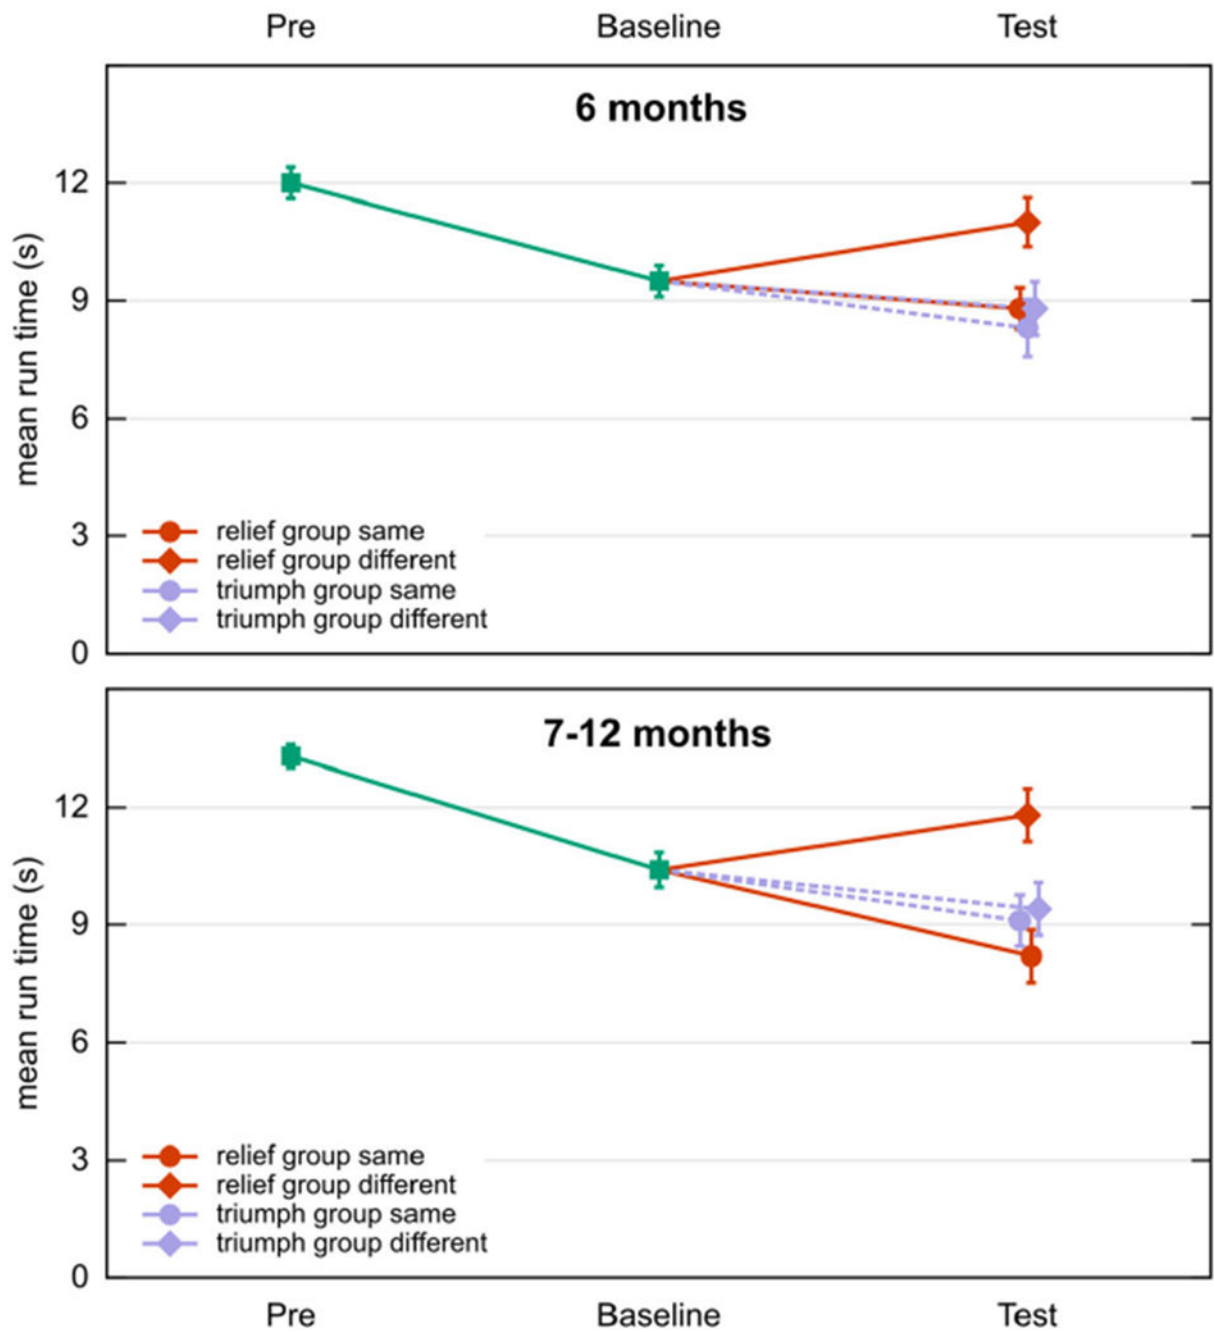 Pre Baseline Test
6 months
12
9
6
3
0
mean run time (s)
relief group same
relief group different
triumph group same
triumph group different
7-12 months
12
9
6
3
0
mean run time (s)
relief group same
relief group different
triumph group same
triumph group different
Pre Baseline Test